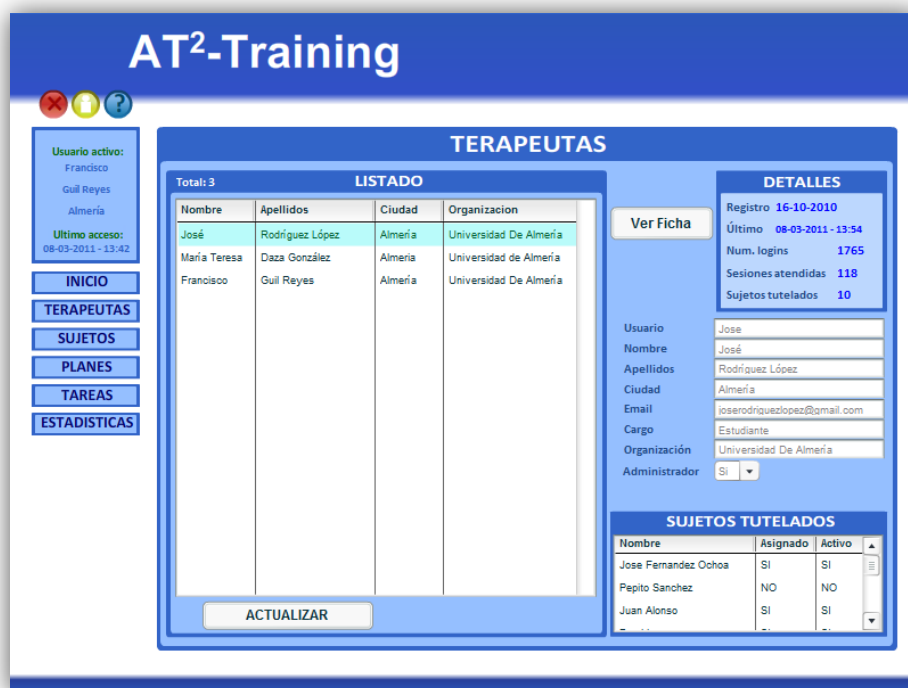 AT²-Training
Usuario activo:
Francisco
Guil Reyes
Almería
Ultimo acceso:
08-03-2011 - 13:42
INICIO
TERAPEUTAS
SUJETOS
PLANES
TAREAS
ESTADISTICAS
TERAPEUTAS
Total: 3 LISTADO
Nombre Apellidos Ciudad Organizacion
José Rodríguez López Almería Universidad De Almería
María Teresa Daza González Almeria Universidad de Almería
Francisco Guil Reyes Almería Universidad De Almería
ACTUALIZAR
Ver Ficha
DETALLES
Registro 16-10-2010
Último 08-03-2011 - 13:54
Num. logins 1765
Sesiones atendidas 118
Sujetos tutelados 10
Usuario Jose
Nombre José
Apellidos Rodríguez López
Ciudad Almería
Email joserodriguezlopez@gmail.com
Cargo Estudiante
Organización Universidad De Almería
Administrador Si
SUJETOS TUTELADOS
Nombre Asignado Activo
Jose Fernandez Ochoa SI SI
Pepito Sanchez NO NO
Juan Alonso SI SI